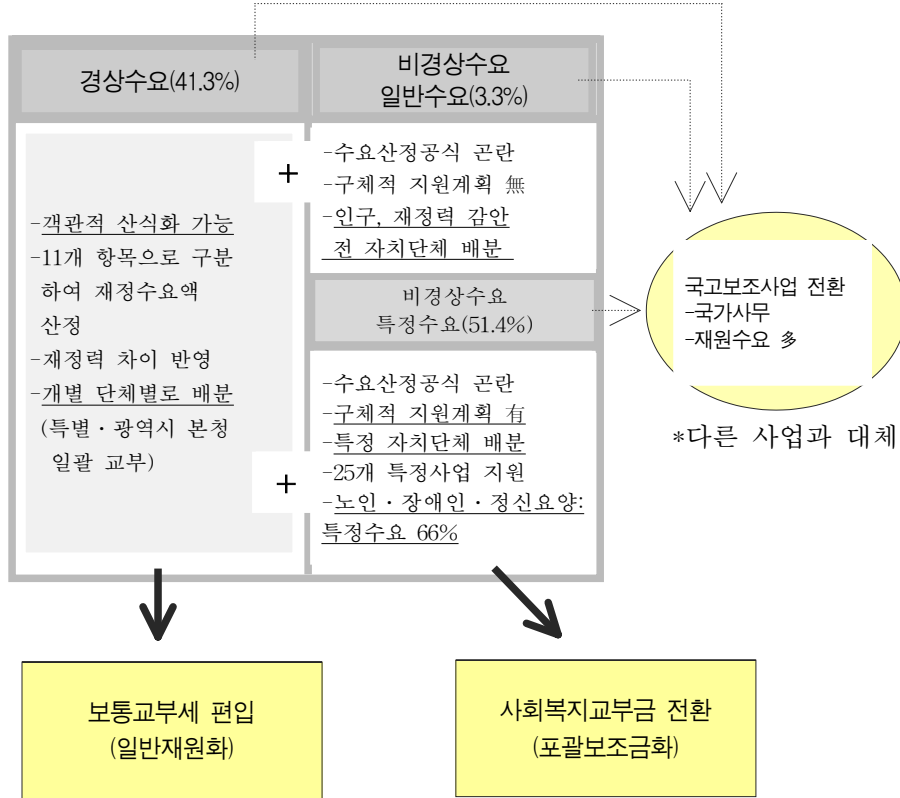 경상수요(41.3%)
비경상수요
일반수요(3.3%)
-객관적 산식화 가능
-11개 항목으로 구분
하여 재정수요액
산정
-재정력 차이 반영
-개별 단체별로 배분
(특별・광역시 본청
일괄 교부)
+
-수요산정공식 곤란
-구체적 지원계획 無
-인구, 재정력 감안
전 자치단체 배분
비경상수요
특정수요(51.4%)
+
-수요산정공식 곤란
-구체적 지원계획 有
-특정 자치단체 배분
-25개 특정사업 지원
-노인・장애인・정신요양:
특정수요 66%
국고보조사업 전환
-국가사무
-재원수요 多
*다른 사업과 대체
보통교부세 편입
(일반재원화)
사회복지교부금 전환
(포괄보조금화)